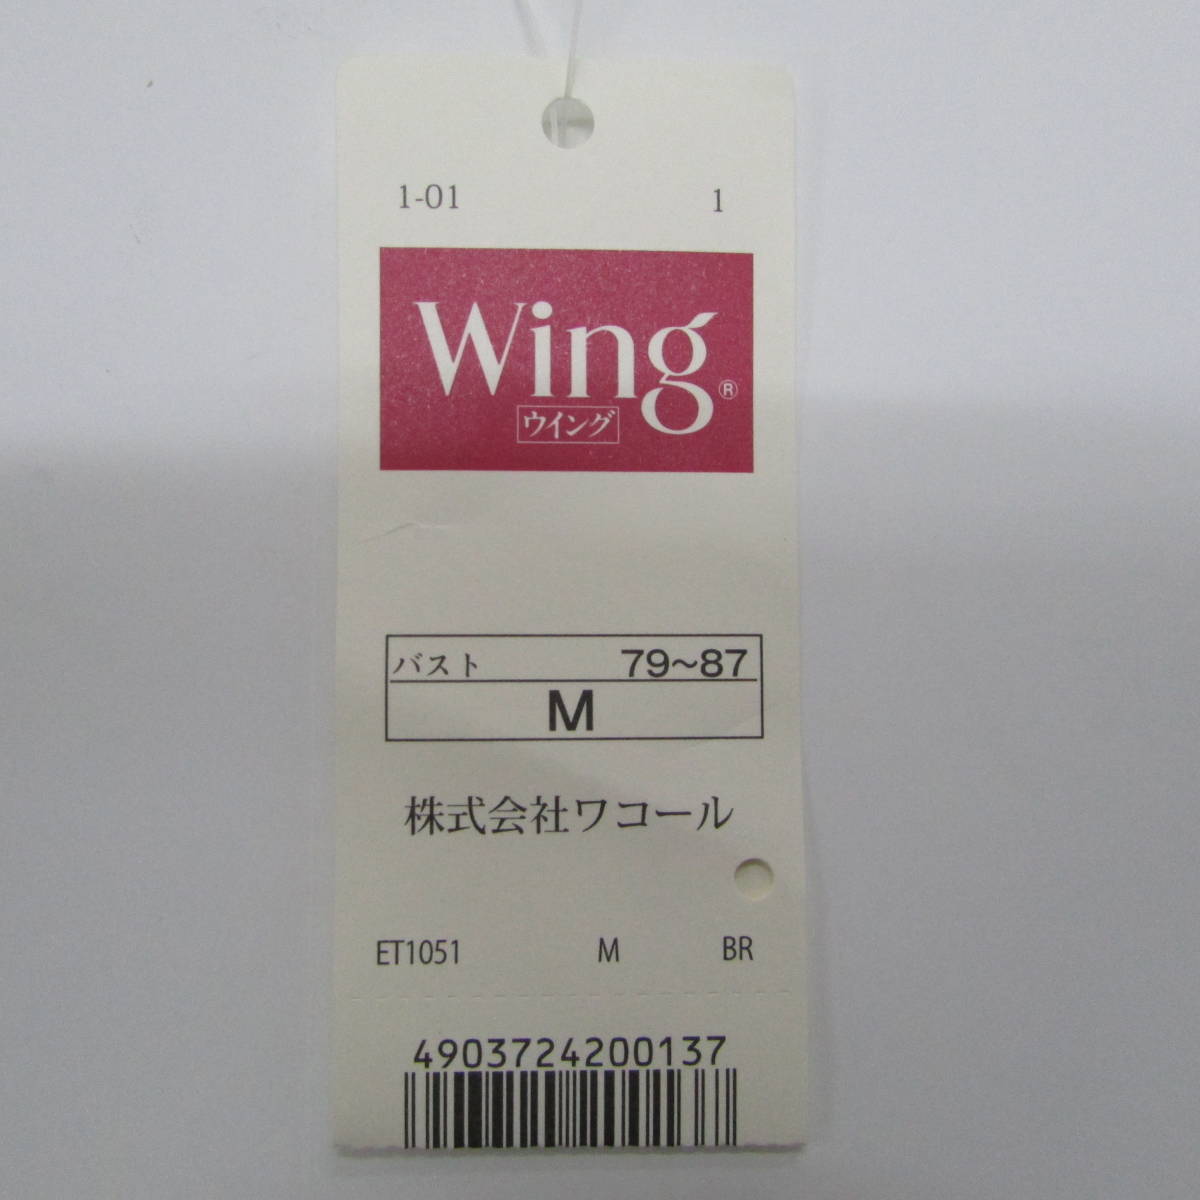 1-01 1
Wing®
ウイング
バスト 79~87
M
株式会社ワコール
ET1051 M BR
4903724200137